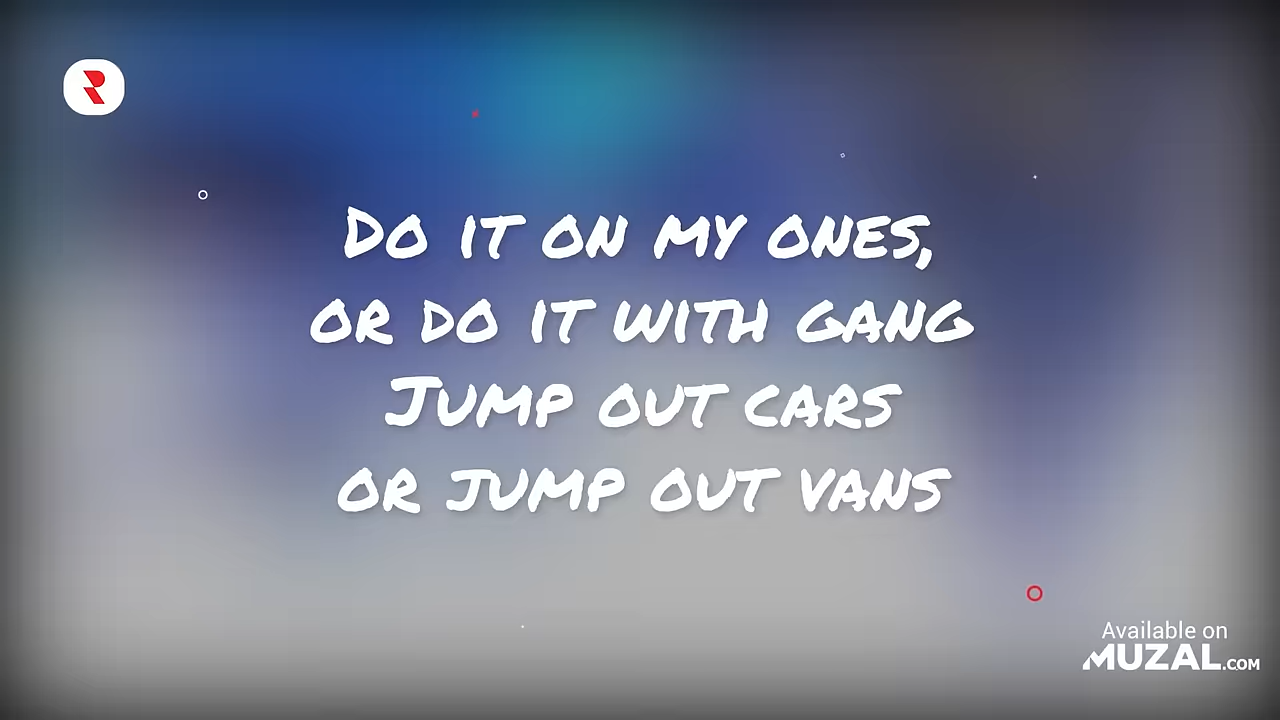 Do it on my ones,
or do it with gang
Jump out cars
or jump out vans
Available on
MUZAL.COM